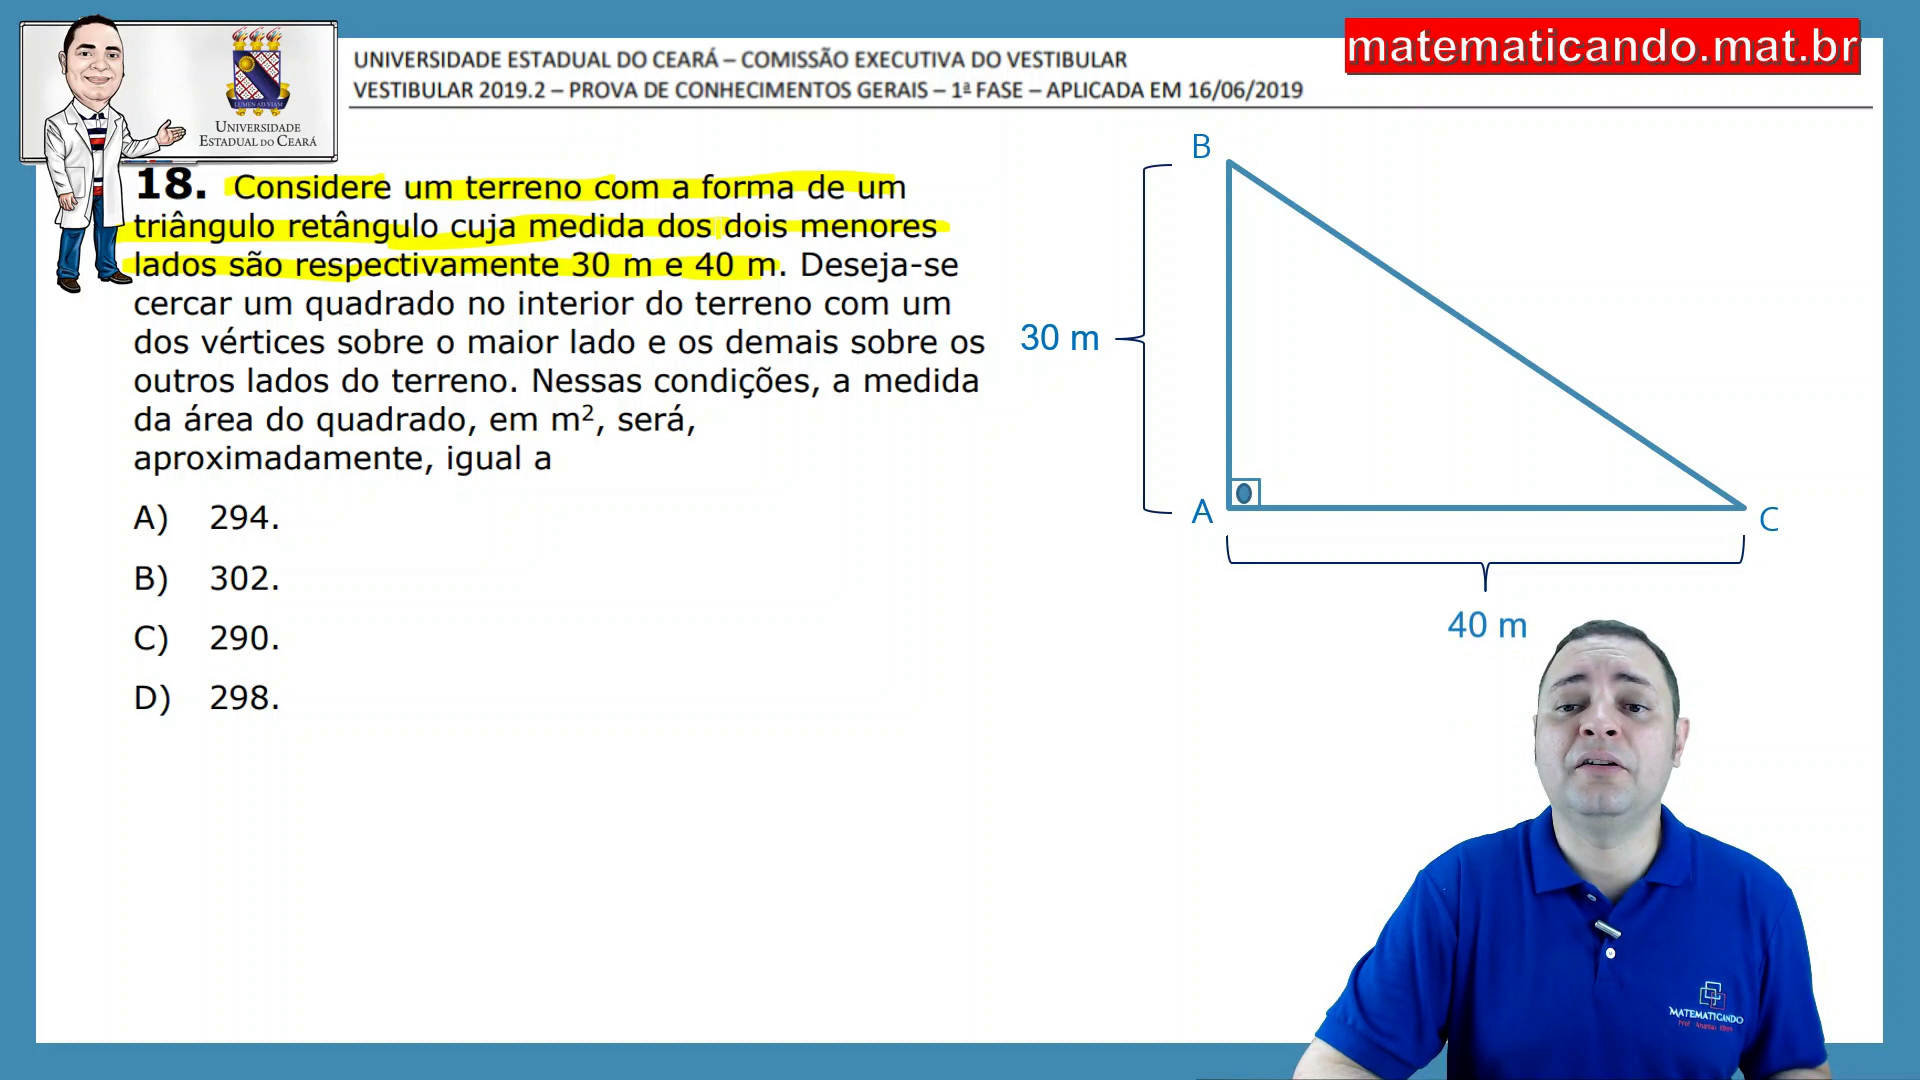 matematicando.mat.br
UNIVERSIDADE ESTADUAL DO CEARÁ – COMISSÃO EXECUTIVA DO VESTIBULAR
VESTIBULAR 2019.2 – PROVA DE CONHECIMENTOS GERAIS – 1ª FASE – APLICADA EM 16/06/2019
LUMEN AD VIAM
UNIVERSIDADE
ESTADUAL DO CEARÁ
18. Considere um terreno com a forma de um
triângulo retângulo cuja medida dos dois menores
lados são respectivamente 30 m e 40 m. Deseja-se
cercar um quadrado no interior do terreno com um
dos vértices sobre o maior lado e os demais sobre os
outros lados do terreno. Nessas condições, a medida
da área do quadrado, em m², será,
aproximadamente, igual a
A) 294.
B) 302.
C) 290.
D) 298.
B
30 m
A
C
40 m
MATEMATICANDO